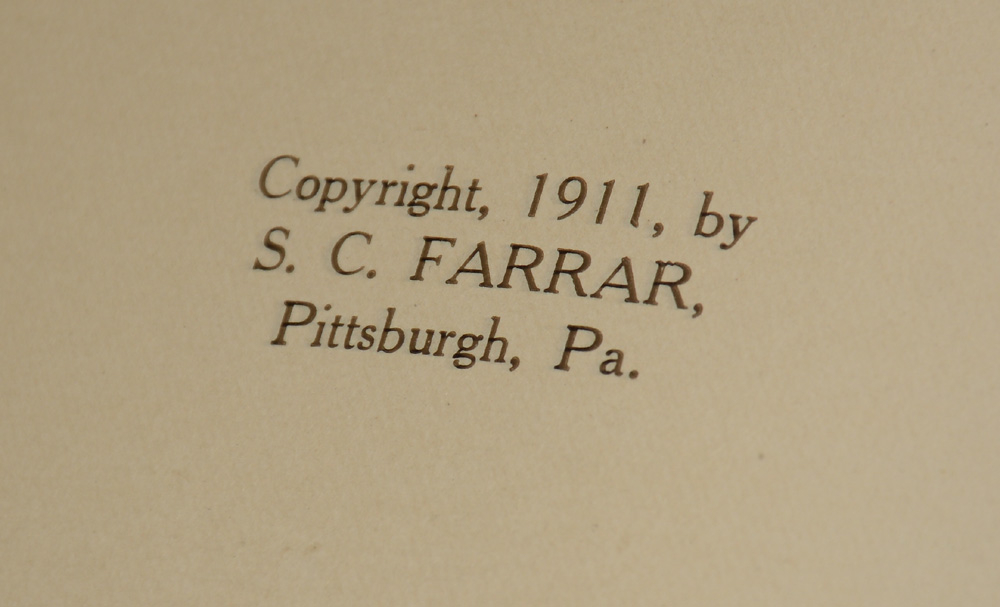 Copyright, 1911, by
S. C. FARRAR,
Pittsburgh, Pa.